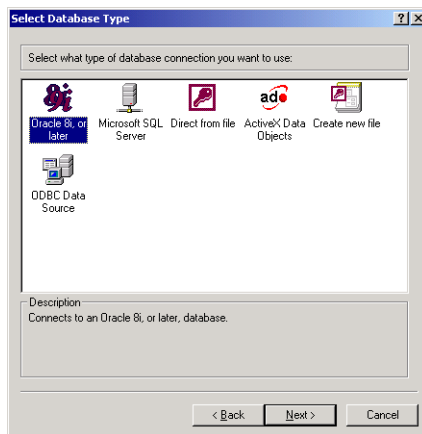 Select Database Type
Select what type of database connection you want to use:
8i
ado
Oracle 8i, or later
Microsoft SQL Server
Direct from file
ActiveX Data Objects
Create new file
ODBC Data Source
Description
Connects to an Oracle 8i, or later, database.
< Back
Next >
Cancel